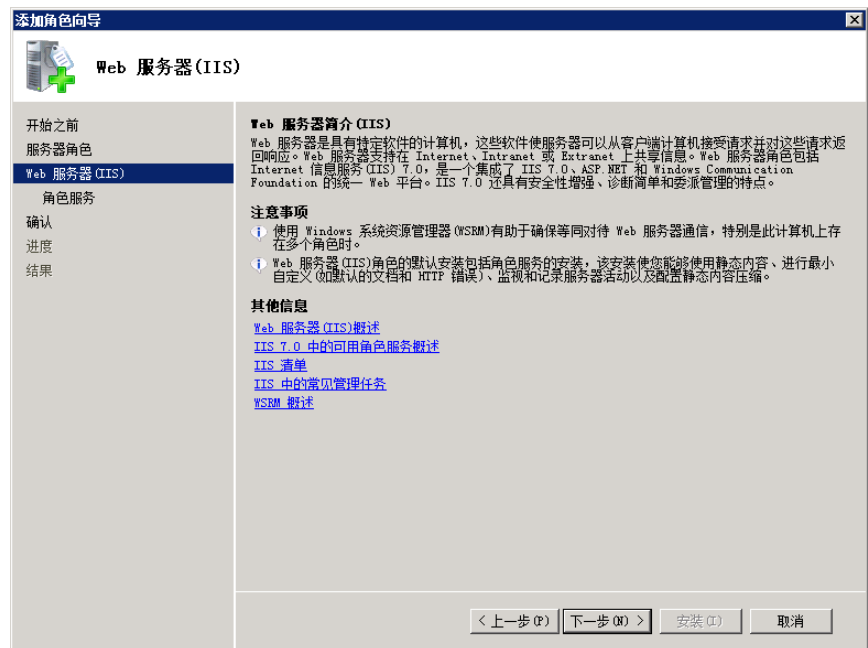 添加角色向导
Web 服务器(IIS)
开始之前
服务器角色
Web 服务器(IIS)
角色服务
确认
进度
结果
Web 服务器简介(IIS)
Web 服务器是具有特定软件的计算机，这些软件使服务器可以从客户端计算机接受请求并对这些请求返
回响应。Web 服务器支持在 Internet、Intranet 或 Extranet 上共享信息。Web 服务器角色包括
Internet 信息服务(IIS) 7.0，是一个集成了 IIS 7.0、ASP.NET 和 Windows Communication
Foundation 的统一 Web 平台。IIS 7.0 还具有安全性增强、诊断简单和委派管理的特点。
注意事项
使用 Windows 系统资源管理器(WSRM)有助于确保等同对待 Web 服务器通信，特别是此计算机上存
在多个角色时。
Web 服务器(IIS)角色的默认安装包括角色服务的安装，该安装使您能够使用静态内容、进行最小
自定义(如默认的文档和 HTTP 错误)、监视和记录服务器活动以及配置静态内容压缩。
其他信息
Web 服务器(IIS)概述
IIS 7.0 中的可用角色服务概述
IIS 清单
IIS 中的常见管理任务
WSRM 概述
< 上一步(P) 下一步(N) > 安装(I) 取消